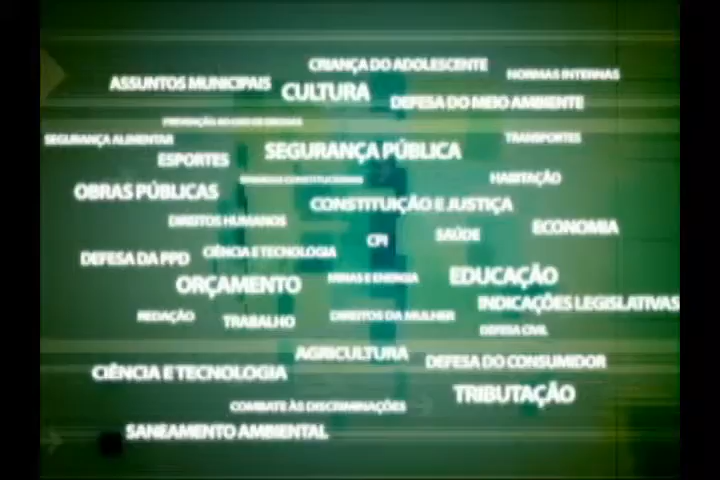 CRIANÇA DO ADOLESCENTE
NORMAS INTERNAS
ASSUNTOS MUNICIPAIS
CULTURA
DEFESA DO MEIO AMBIENTE
SEGURANÇA ALIMENTAR
TRANSPORTES
SEGURANÇA PÚBLICA
ESPORTES
HABITAÇÃO
OBRAS PÚBLICAS
CONSTITUIÇÃO E JUSTIÇA
DIREITOS HUMANOS
ECONOMIA
SAÚDE
CPI
CIÊNCIA E TECNOLOGIA
DEFESA DA PPD
EDUCAÇÃO
MINAS E ENERGIA
ORÇAMENTO
INDICAÇÕES LEGISLATIVAS
REDAÇÃO
DIREITOS DA MULHER
TRABALHO
DEFESA CIVIL
AGRICULTURA
DEFESA DO CONSUMIDOR
CIÊNCIA E TECNOLOGIA
TRIBUTAÇÃO
COMBATE ÀS DISCRIMINAÇÕES
SANEAMENTO AMBIENTAL